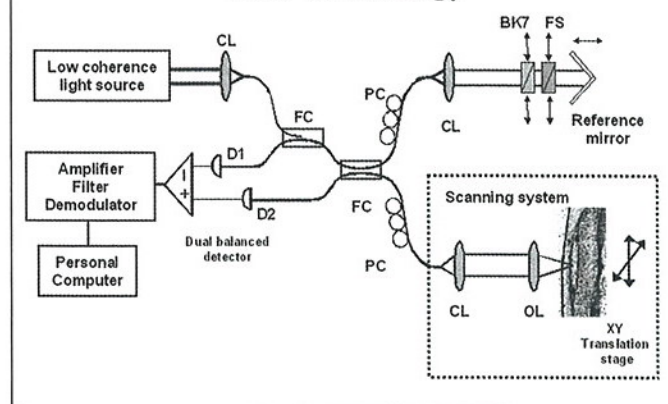 BK7 FS
CL
Low coherence
light source
PC
CL
Reference
mirror
FC
D1
D2
Amplifier
Filter
Demodulator
Dual balanced
detector
Personal
Computer
FC
PC
Scanning system
CL
OL
XY
Translation
stage